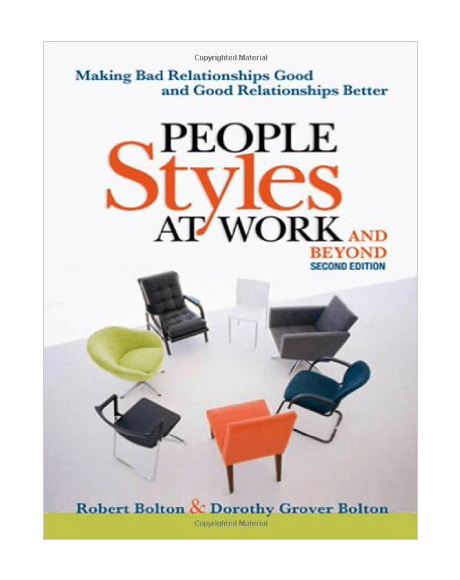 Copyrighted Material
Making Bad Relationships Good
and Good Relationships Better
PEOPLE
Styles
AT WORK AND
BEYOND
SECOND EDITION
Robert Bolton & Dorothy Grover Bolton
Copyrighted Material